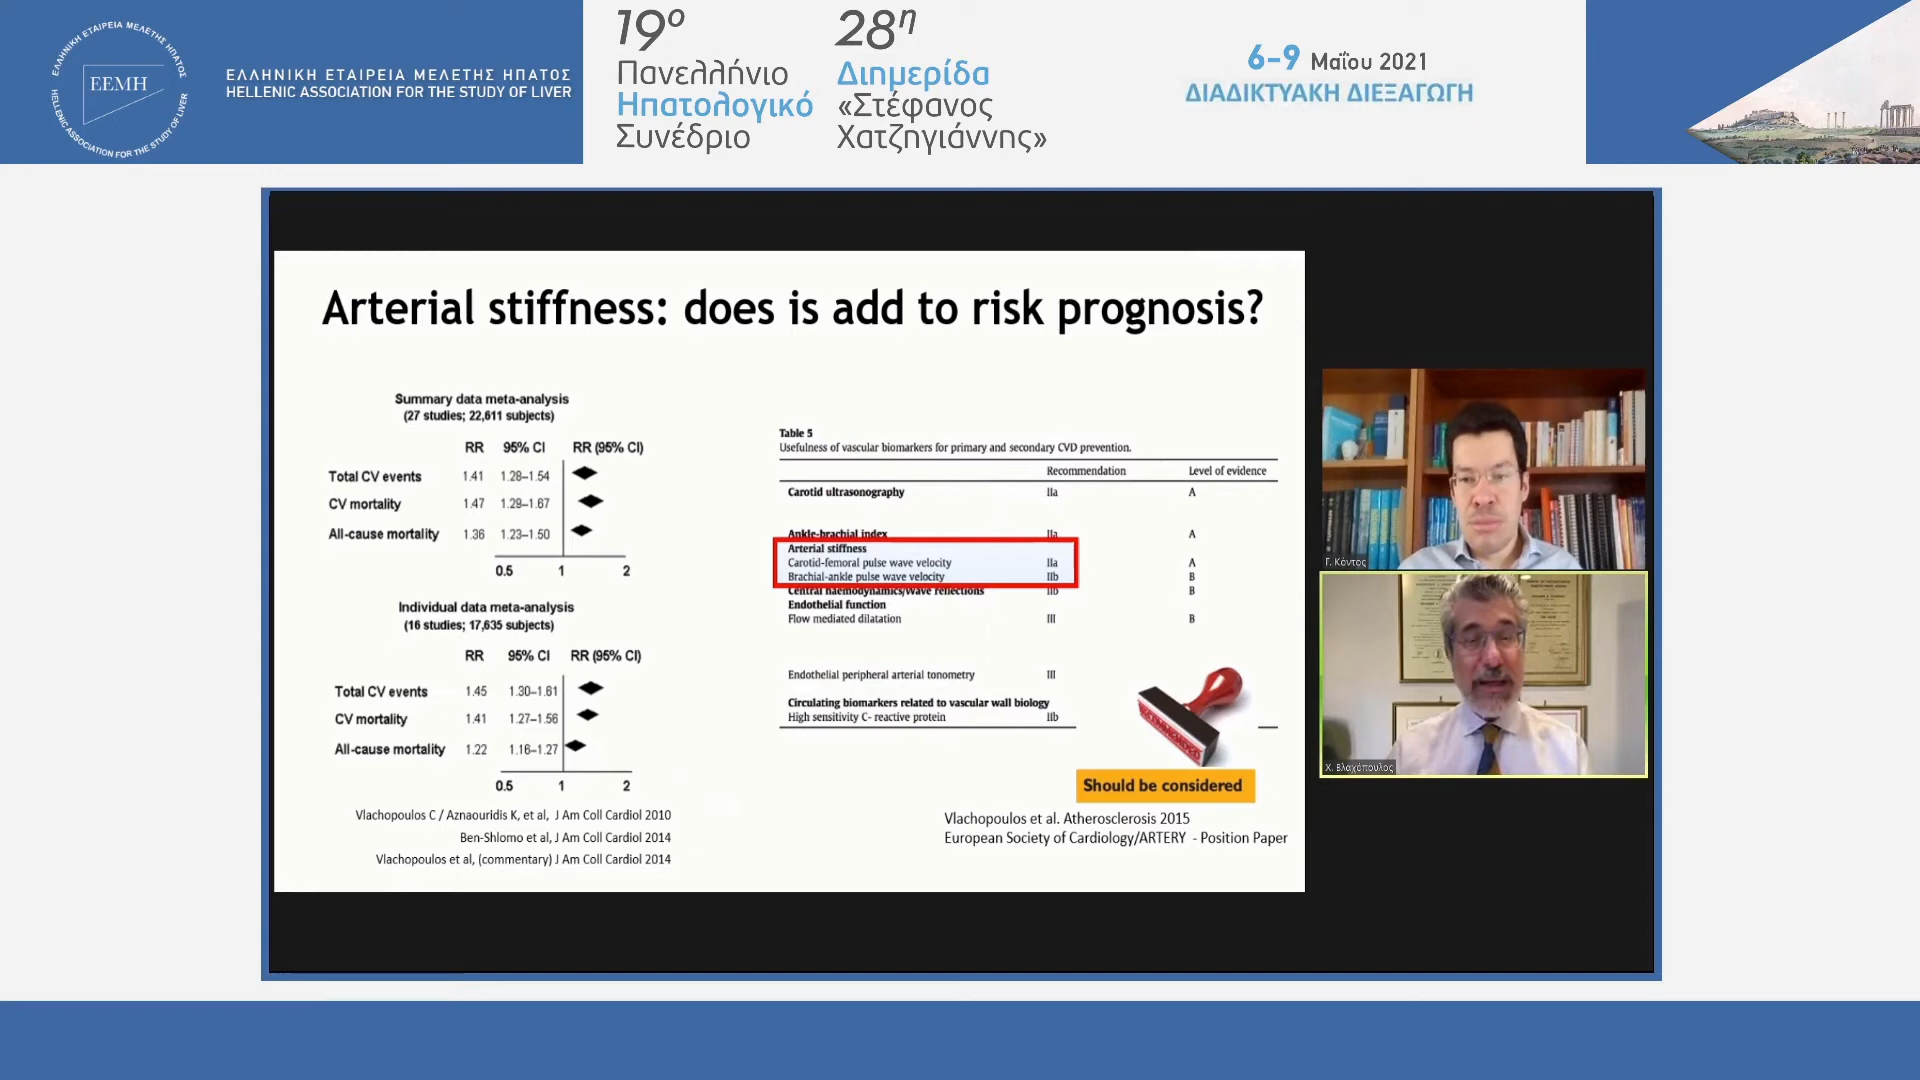 ΕΛΛΗΝΙΚΗ ΕΤΑΙΡΕΙΑ ΜΕΛΕΤΗΣ ΗΠΑΤΟΣ
ΕΕΜΗ
HELLENIC ASSOCIATION FOR THE STUDY OF LIVER
ΕΛΛΗΝΙΚΗ ΕΤΑΙΡΕΙΑ ΜΕΛΕΤΗΣ ΗΠΑΤΟΣ
HELLENIC ASSOCIATION FOR THE STUDY OF LIVER
19ο
Πανελλήνιο
Ηπατολογικό
Συνέδριο
28η
Διημερίδα
«Στέφανος
Χατζηγιάννης»
6-9 Μαΐου 2021
ΔΙΑΔΙΚΤΥΑΚΗ ΔΙΕΞΑΓΩΓΗ
Arterial stiffness: does is add to risk prognosis?
Summary data meta-analysis
(27 studies; 22,611 subjects)
RR 95% CI RR (95% CI)
Total CV events 1.41 1.28–1.54
CV mortality 1.47 1.29–1.67
All-cause mortality 1.36 1.23–1.50
0.5 1 2
Individual data meta-analysis
(16 studies; 17,635 subjects)
RR 95% CI RR (95% CI)
Total CV events 1.45 1.30–1.61
CV mortality 1.41 1.27–1.56
All-cause mortality 1.22 1.16–1.27
0.5 1 2
Vlachopoulos C / Aznaouridis K, et al, J Am Coll Cardiol 2010
Ben-Shlomo et al, J Am Coll Cardiol 2014
Vlachopoulos et al, (commentary) J Am Coll Cardiol 2014
Table 5
Usefulness of vascular biomarkers for primary and secondary CVD prevention.
Recommendation Level of evidence
Carotid ultrasonography IIa A
Ankle-brachial index IIa A
Arterial stiffness
Carotid-femoral pulse wave velocity IIa A
Brachial-ankle pulse wave velocity IIb B
Central haemodynamics/Wave reflections IIb B
Endothelial function
Flow mediated dilatation III B
Endothelial peripheral arterial tonometry III
Circulating biomarkers related to vascular wall biology
High sensitivity C- reactive protein IIb
RECOMMENDED
Should be considered
Vlachopoulos et al. Atherosclerosis 2015
European Society of Cardiology/ARTERY - Position Paper
Γ. Κόντος
Χ. Βλαχόπουλος